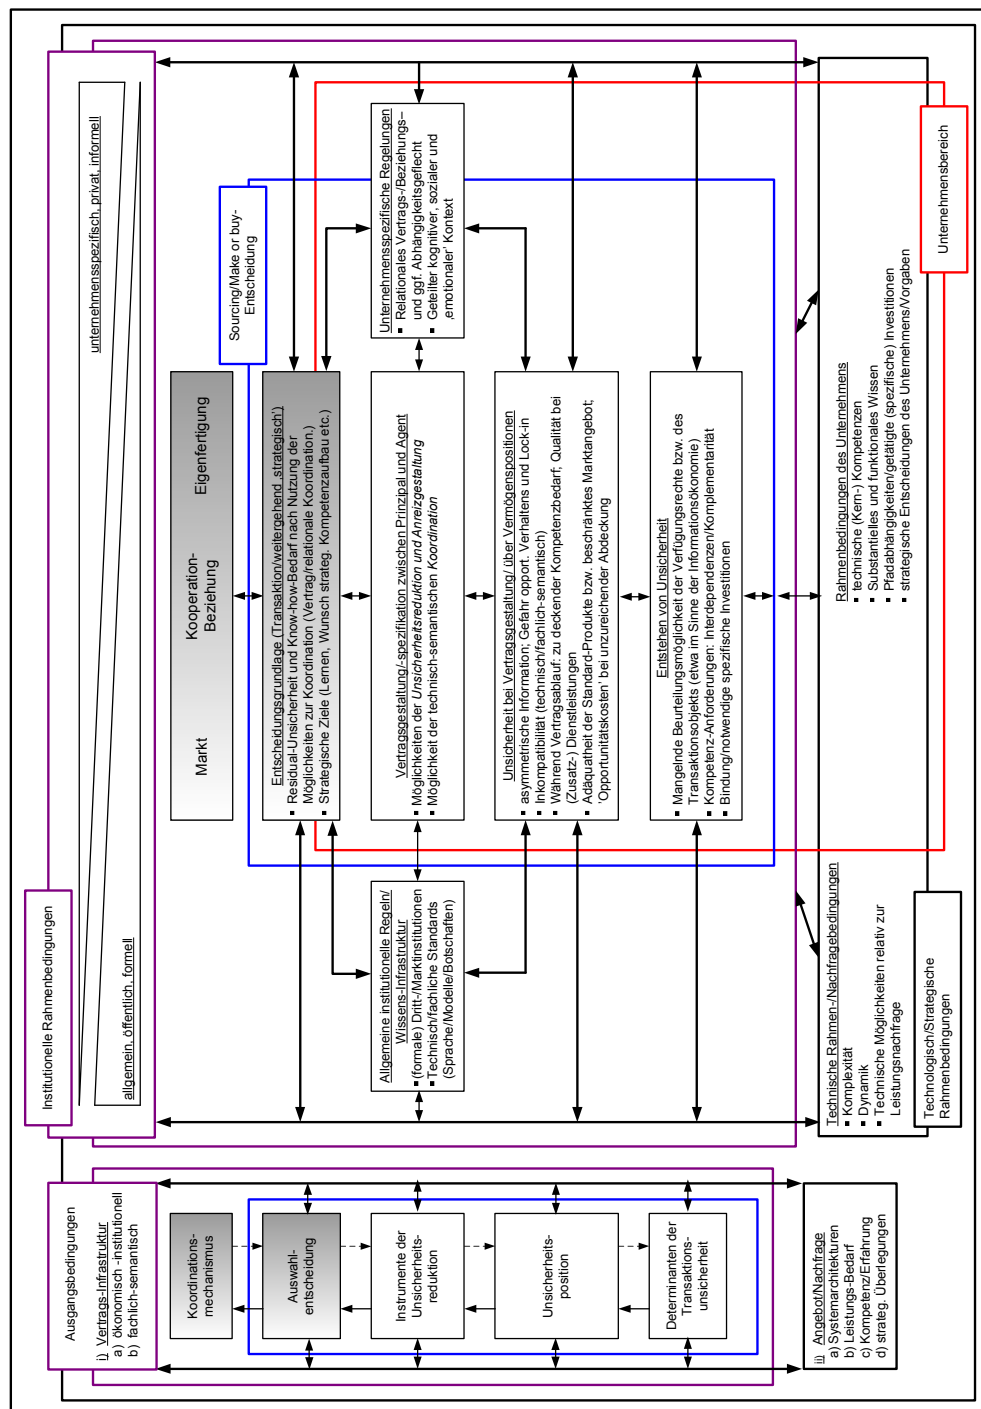 Ausgangsbedingungen
i) Vertrags-Infrastruktur
a) ökonomisch -institutionell
b) fachlich-semantisch
Koordinations-
mechanismus
Auswahl-
entscheidung
Instrumente der
Unsicherheits-
reduktion
Unsicherheits-
position
Determinanten der
Transaktions-
unsicherheit
ii) Angebot/Nachfrage
a) Systemarchitekturen
b) Leistungs-Bedarf
c) Kompetenz/Erfahrung
d) strateg. Überlegungen
Institutionelle Rahmenbedingungen
allgemein, öffentlich, formell
unternehmensspezifisch, privat, informell
Markt
Kooperation-
Beziehung
Eigenfertigung
Sourcing/Make or buy-
Entscheidung
Entscheidungsgrundlage (Transaktion/weitergehend ‚strategisch')
▪ Residual-Unsicherheit und Know-how-Bedarf nach Nutzung der
Möglichkeiten zur Koordination (Vertrag/relationale Koordination.)
▪ Strategische Ziele (Lernen, Wunsch strateg. Kompetenzaufbau etc.)
Allgemeine institutionelle Regeln/
Wissens-Infrastruktur
▪ (formale) Dritt-/Marktinstitutionen
▪ Technisch/fachliche Standards
(Sprache/Modelle/Botschaften)
Vertragsgestaltung/-spezifikation zwischen Prinzipal und Agent
▪ Möglichkeiten der Unsicherheitsreduktion und Anreizgestaltung
▪ Möglichkeit der technisch-semantischen Koordination
Unternehmensspezifische Regelungen
▪ Relationales Vertrags-/Beziehungs–
und ggf. Abhängigkeitsgeflecht
▪ Geteilter kognitiver, sozialer und
‚emotionaler' Kontext
Unsicherheit bei Vertragsgestaltung/ über Vermögenspositionen
▪ asymmetrische Information; Gefahr opport. Verhaltens und Lock-in
▪ Inkompatibilität (technisch/fachlich-semantisch)
▪ Während Vertragsablauf: zu deckender Kompetenzbedarf; Qualität bei
(Zusatz-) Dienstleistungen
▪ Adäquatheit der Standard-Produkte bzw. beschränktes Marktangebot;
'Opportunitätskosten' bei unzureichender Abdeckung
Entstehen von Unsicherheit
▪ Mangelnde Beurteilungsmöglichkeit der Verfügungsrechte bzw. des
Transaktionsobjekts (etwa im Sinne der Informationsökonomie)
▪ Kompetenz-Anforderungen: Interdependenzen/Komplementarität
▪ Bindung/notwendige spezifische Investitionen
Technische Rahmen-/Nachfragebedingungen
▪ Komplexität
▪ Dynamik
▪ Technische Möglichkeiten relativ zur
Leistungsnachfrage
Rahmenbedingungen des Unternehmens
▪ technische (Kern-) Kompetenzen
▪ Substantielles und funktionales Wissen
▪ Pfadabhängigkeiten/getätigte (spezifische) Investitionen
▪ strategische Entscheidungen des Unternehmens/Vorgaben
Technologisch/Strategische
Rahmenbedingungen
Unternehmensbereich